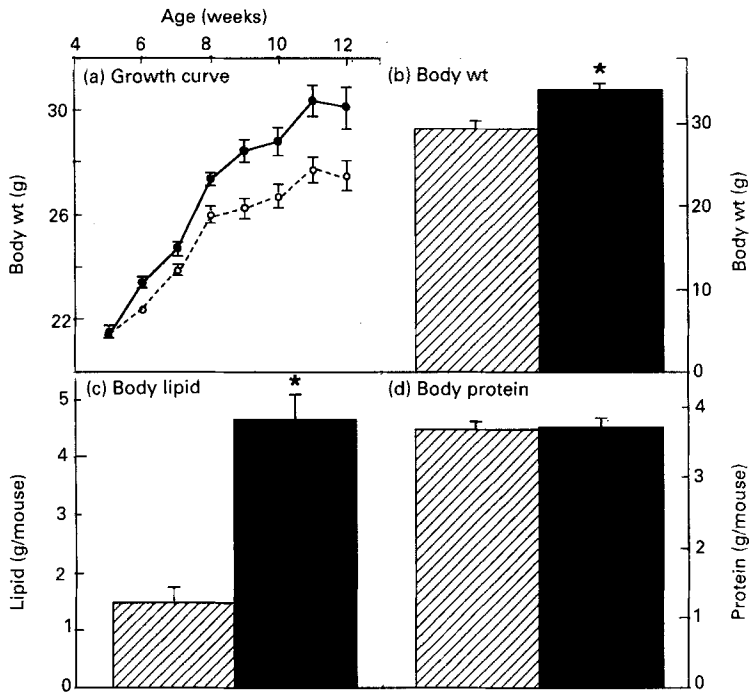 Age (weeks)
4 6 8 10 12
(a) Growth curve
30
26
22
Body wt (g)
(b) Body wt
*
30
20
10
0
Body wt (g)
(c) Body lipid
*
5
4
3
2
1
0
Lipid (g/mouse)
(d) Body protein
4
3
2
1
0
Protein (g/mouse)